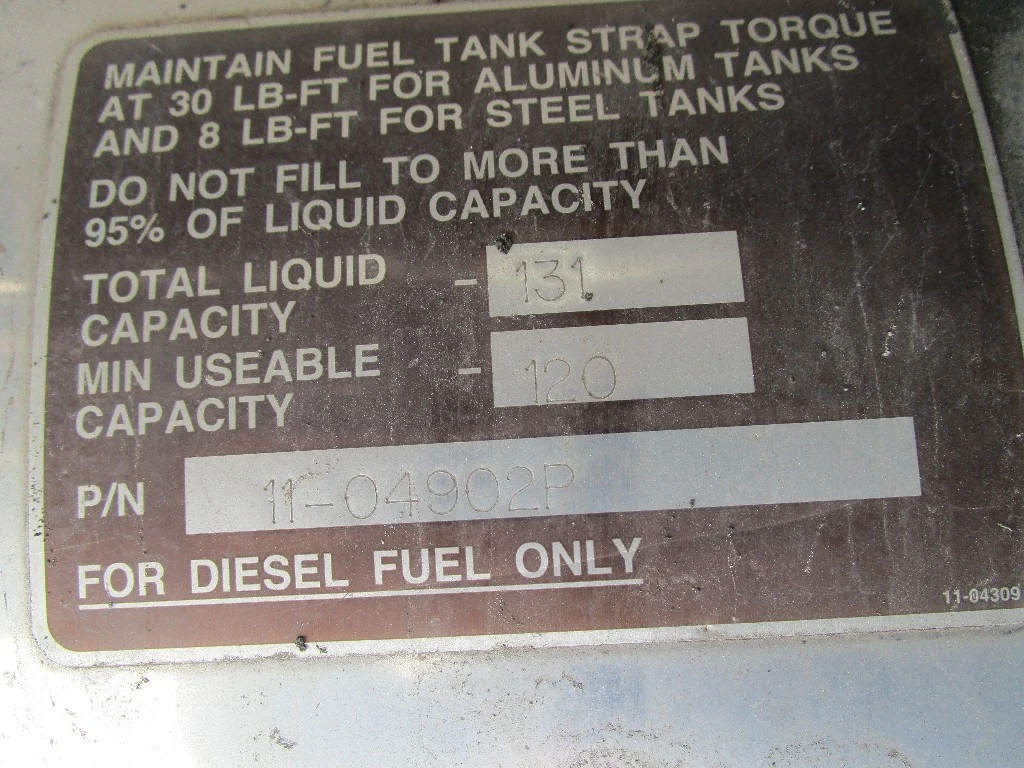 MAINTAIN FUEL TANK STRAP TORQUE
AT 30 LB-FT FOR ALUMINUM TANKS
AND 8 LB-FT FOR STEEL TANKS
DO NOT FILL TO MORE THAN
95% OF LIQUID CAPACITY
TOTAL LIQUID - 131
CAPACITY
MIN USEABLE - 120
CAPACITY
P/N 11-04902P
FOR DIESEL FUEL ONLY
11-04309